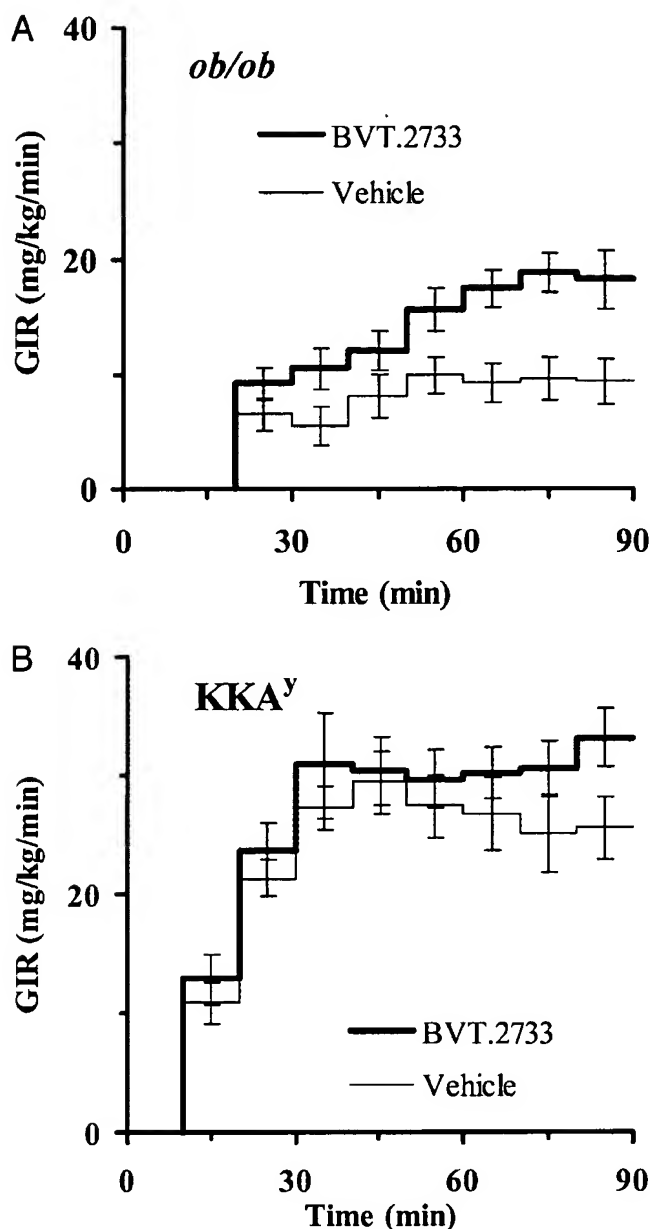 A
ob/ob
BVT.2733
Vehicle
GIR (mg/kg/min)
40
20
0
0 30 60 90
Time (min)
B
KKAy
BVT.2733
Vehicle
GIR (mg/kg/min)
40
20
0
0 30 60 90
Time (min)